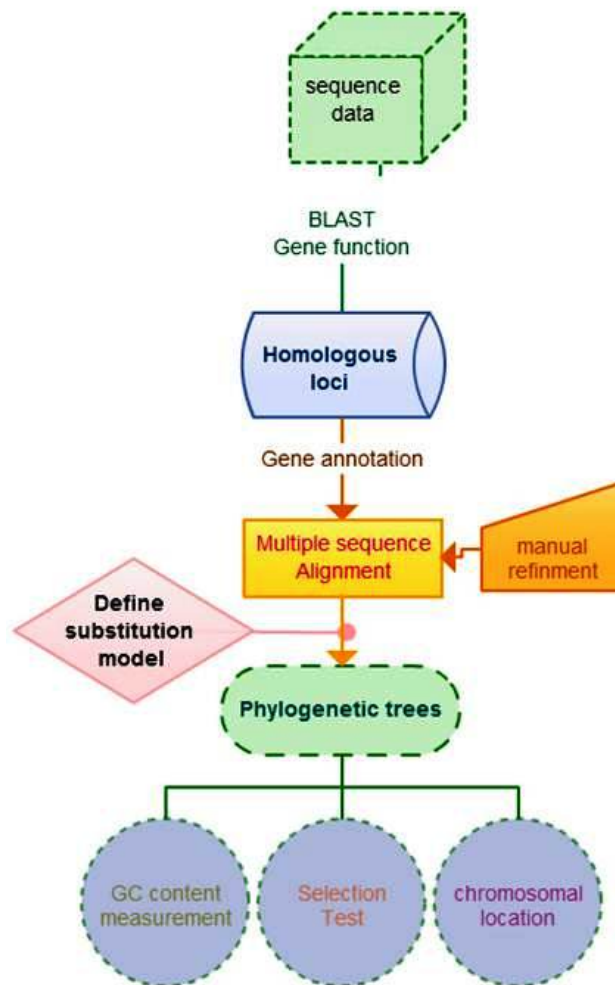 sequence
data
BLAST
Gene function
Homologous
loci
Gene annotation
Multiple sequence
Alignment
manual
refinment
Define
substitution
model
Phylogenetic trees
GC content
measurement
Selection
Test
chromosomal
location